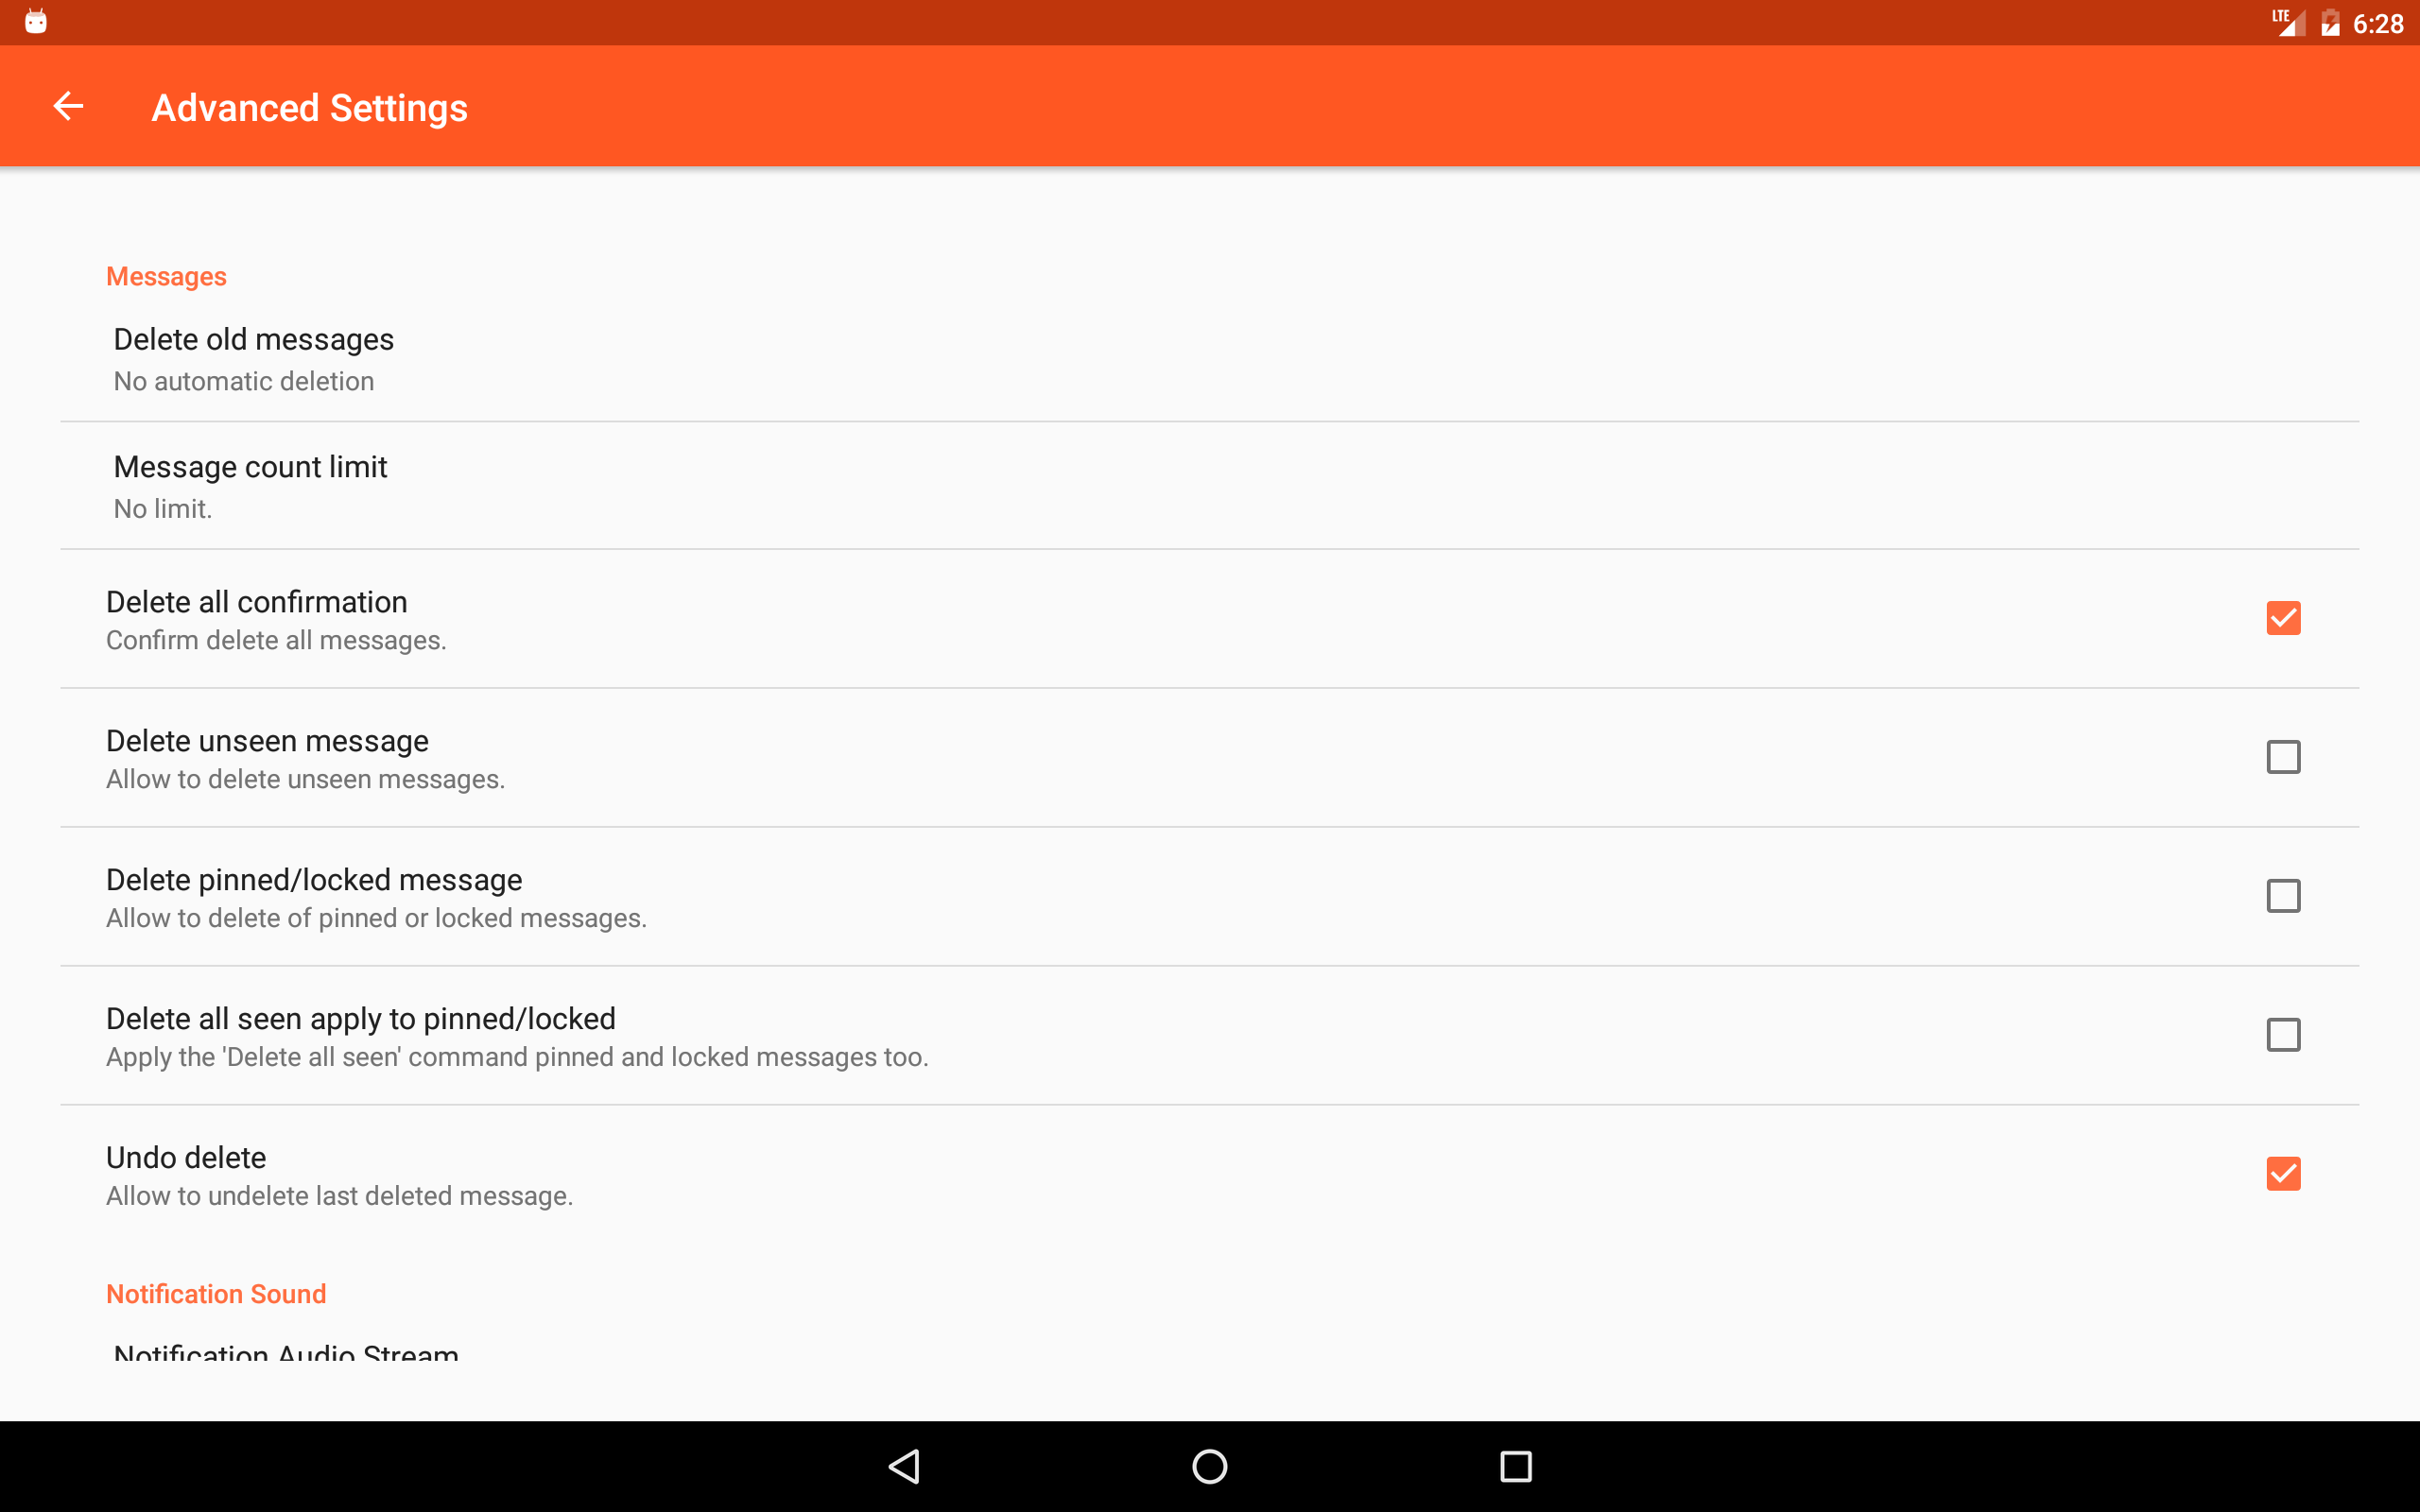 LTE 6:28
Advanced Settings
Messages
Delete old messages
No automatic deletion
Message count limit
No limit.
Delete all confirmation
Confirm delete all messages.
Delete unseen message
Allow to delete unseen messages.
Delete pinned/locked message
Allow to delete of pinned or locked messages.
Delete all seen apply to pinned/locked
Apply the 'Delete all seen' command pinned and locked messages too.
Undo delete
Allow to undelete last deleted message.
Notification Sound
Notification Audio Stream